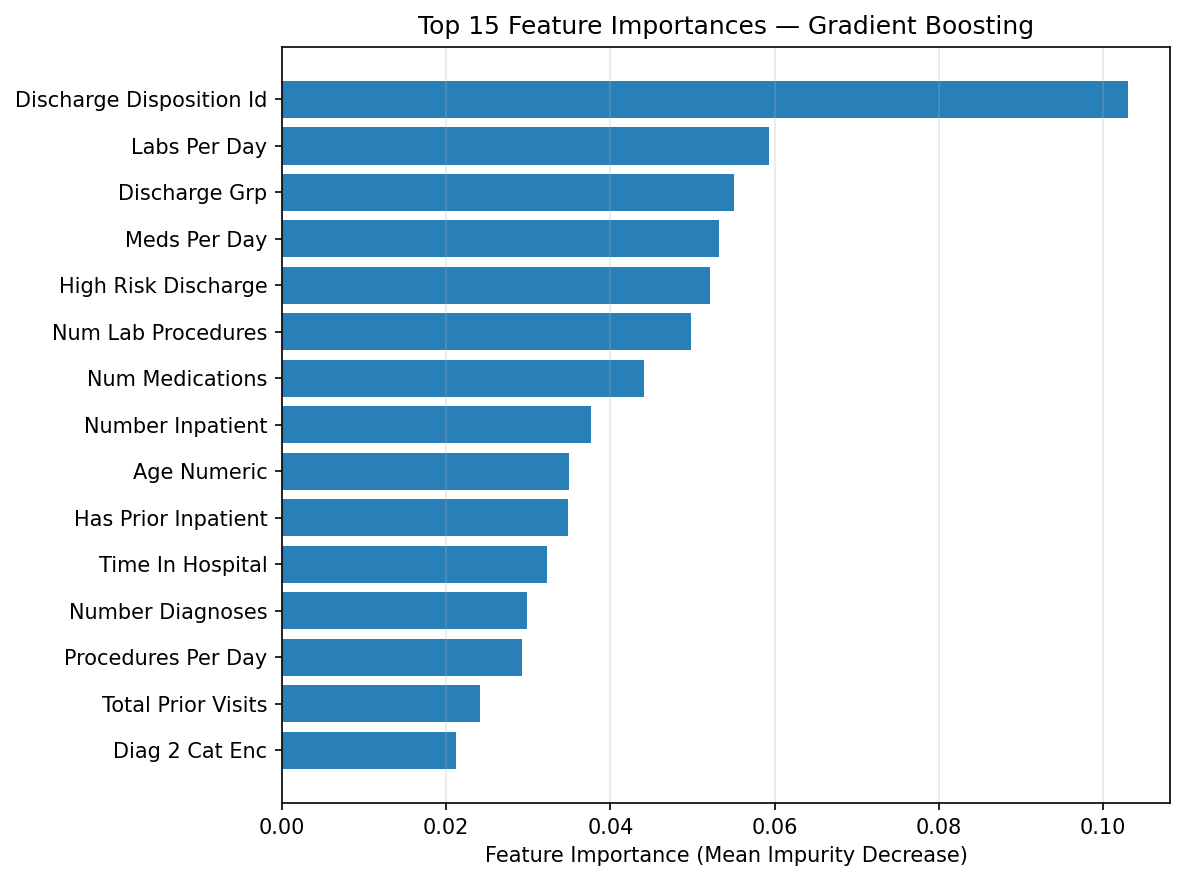 Top 15 Feature Importances — Gradient Boosting
Discharge Disposition Id
Labs Per Day
Discharge Grp
Meds Per Day
High Risk Discharge
Num Lab Procedures
Num Medications
Number Inpatient
Age Numeric
Has Prior Inpatient
Time In Hospital
Number Diagnoses
Procedures Per Day
Total Prior Visits
Diag 2 Cat Enc
0.00 0.02 0.04 0.06 0.08 0.10
Feature Importance (Mean Impurity Decrease)